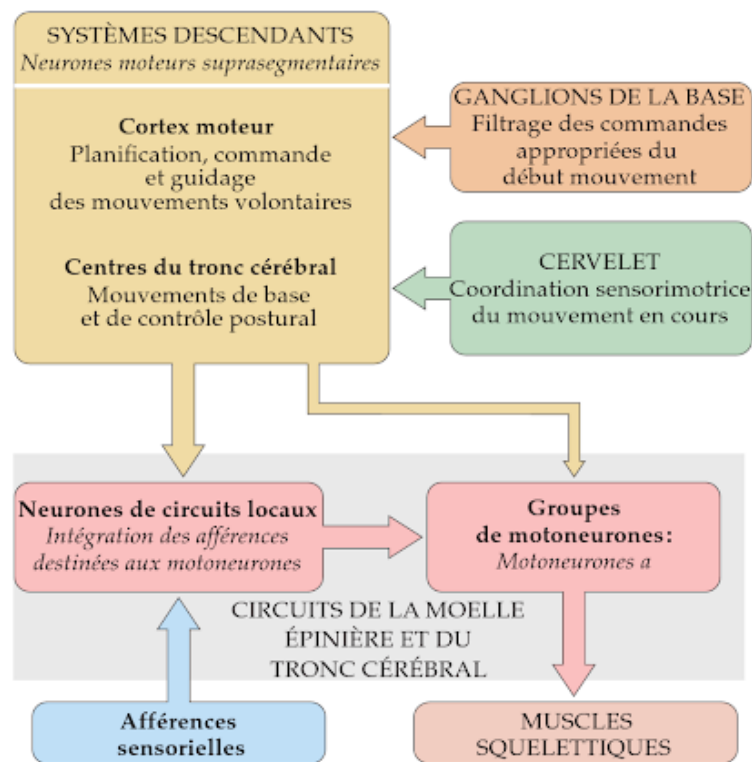 SYSTÈMES DESCENDANTS
Neurones moteurs suprasegmentaires
Cortex moteur
Planification, commande
et guidage
des mouvements volontaires
Centres du tronc cérébral
Mouvements de base
et de contrôle postural
GANGLIONS DE LA BASE
Filtrage des commandes
appropriées du
début mouvement
CERVELET
Coordination sensorimotrice
du mouvement en cours
Neurones de circuits locaux
Intégration des afférences
destinées aux motoneurones
Groupes
de motoneurones:
Motoneurones a
CIRCUITS DE LA MOELLE
ÉPINIÈRE ET DU
TRONC CÉRÉBRAL
Afférences
sensorielles
MUSCLES
SQUELETTIQUES